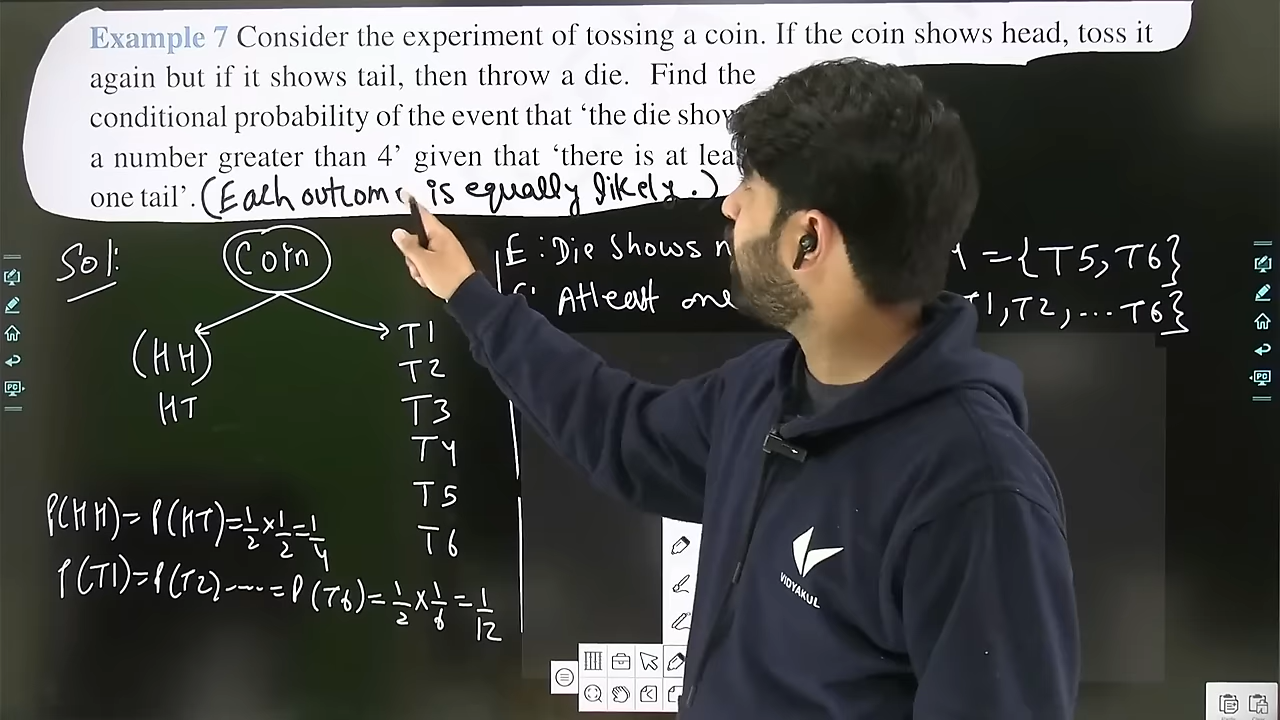 Example 7 Consider the experiment of tossing a coin. If the coin shows head, toss it
again but if it shows tail, then throw a die. Find the
conditional probability of the event that ‘the die
a number greater than 4’ given that ‘there is at
one tail’. (Each outcome is equally likely.)
Sol:
Coin
(HH)
HT
T1
T2
T3
T4
T5
T6
P(HH)=P(HT)=1/2×1/2=1/4
P(T1)=P(T2)----=P(T6)=1/2×1/6=1/12
E : Die shows
={T5,T6}
Atleast one
T2,...T6}
VIDYAKUL
PC
PC